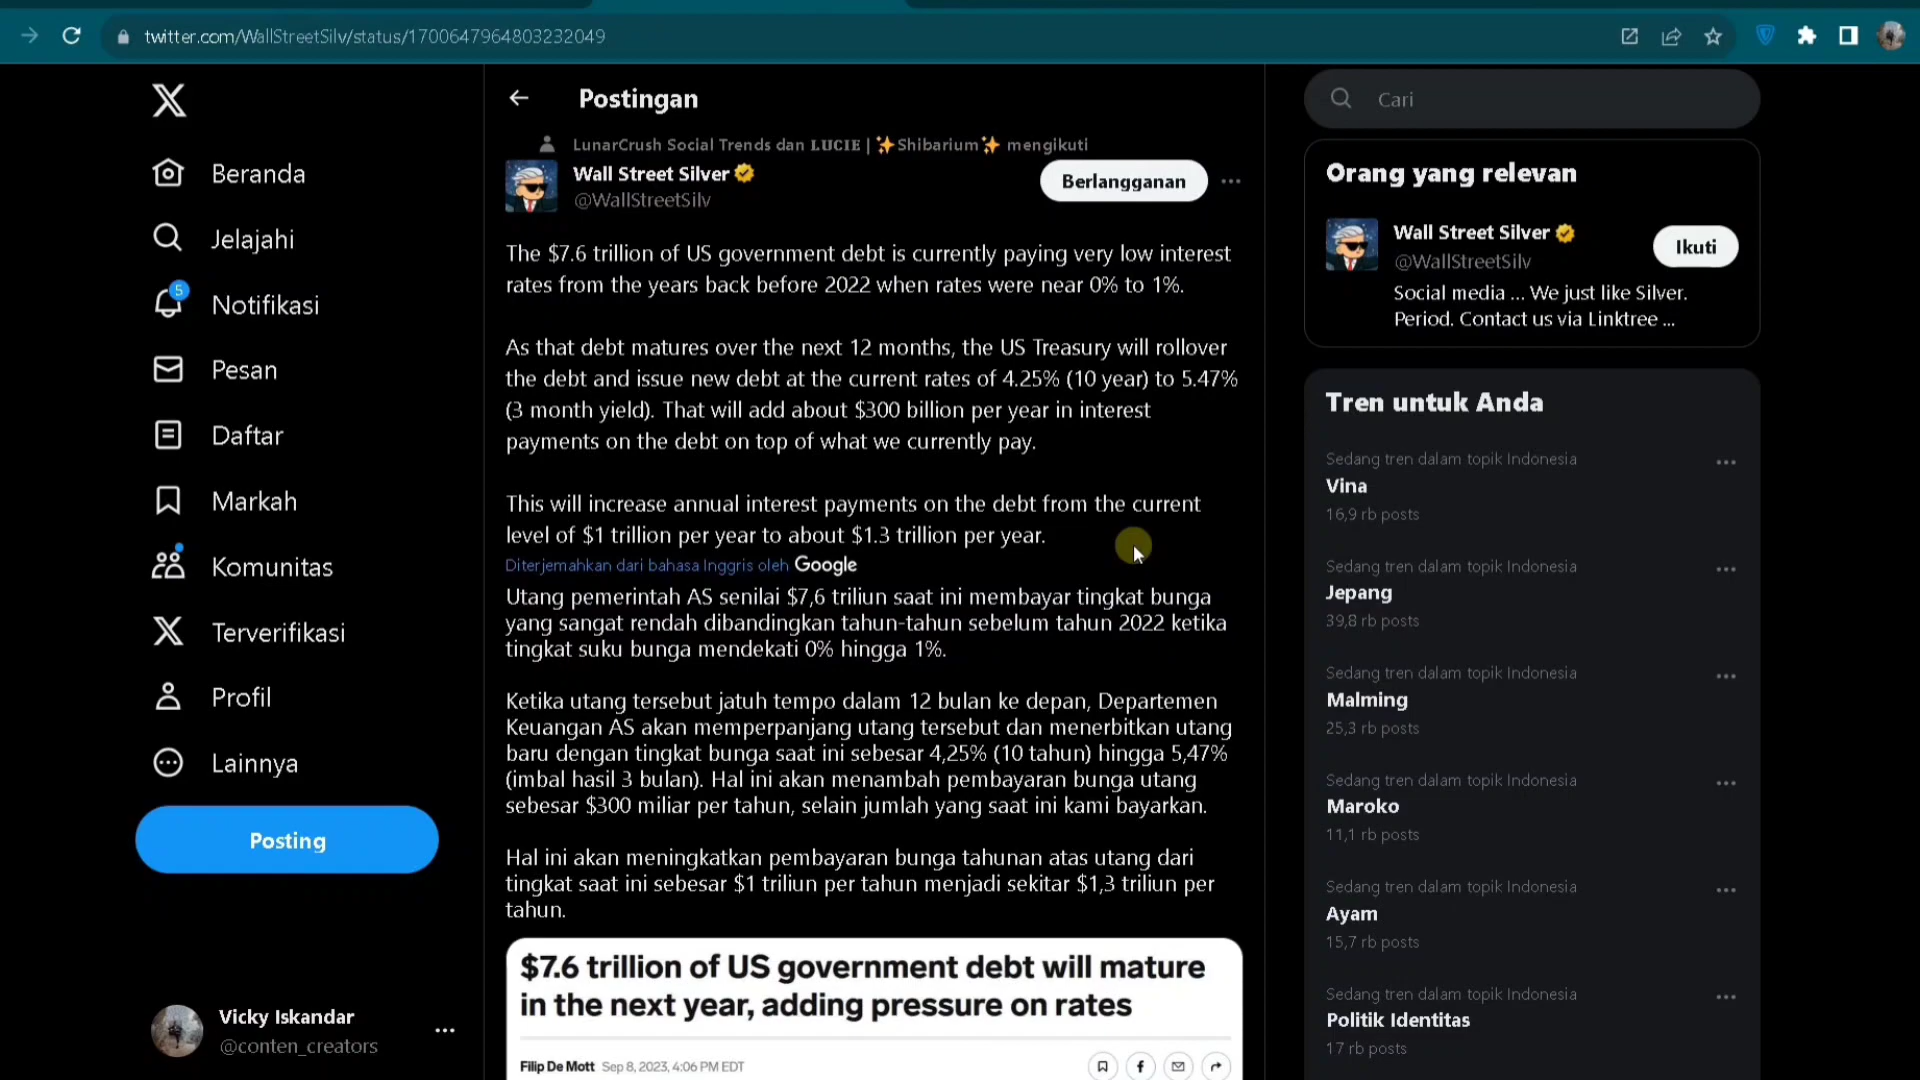 twitter.com/WallStreetSilv/status/1700647964803232049
Beranda
Jelajahi
5
Notifikasi
Pesan
Daftar
Markah
Komunitas
Terverifikasi
Profil
Lainnya
Posting
Vicky Iskandar
@conten_creators
Postingan
LunarCrush Social Trends dan LUCIE | ✨Shibarium✨ mengikuti
Wall Street Silver
@WallStreetSilv
Berlangganan
The $7.6 trillion of US government debt is currently paying very low interest
rates from the years back before 2022 when rates were near 0% to 1%.
As that debt matures over the next 12 months, the US Treasury will rollover
the debt and issue new debt at the current rates of 4.25% (10 year) to 5.47%
(3 month yield). That will add about $300 billion per year in interest
payments on the debt on top of what we currently pay.
This will increase annual interest payments on the debt from the current
level of $1 trillion per year to about $1.3 trillion per year.
Diterjemahkan dari bahasa Inggris oleh Google
Utang pemerintah AS senilai $7,6 triliun saat ini membayar tingkat bunga
yang sangat rendah dibandingkan tahun-tahun sebelum tahun 2022 ketika
tingkat suku bunga mendekati 0% hingga 1%.
Ketika utang tersebut jatuh tempo dalam 12 bulan ke depan, Departemen
Keuangan AS akan memperpanjang utang tersebut dan menerbitkan utang
baru dengan tingkat bunga saat ini sebesar 4,25% (10 tahun) hingga 5,47%
(imbal hasil 3 bulan). Hal ini akan menambah pembayaran bunga utang
sebesar $300 miliar per tahun, selain jumlah yang saat ini kami bayarkan.
Hal ini akan meningkatkan pembayaran bunga tahunan atas utang dari
tingkat saat ini sebesar $1 triliun per tahun menjadi sekitar $1,3 triliun per
tahun.
$7.6 trillion of US government debt will mature
in the next year, adding pressure on rates
Filip De Mott Sep 8, 2023, 4:06 PM EDT
Cari
Orang yang relevan
Wall Street Silver
@WallStreetSilv
Ikuti
Social media ... We just like Silver.
Period. Contact us via Linktree ...
Tren untuk Anda
Sedang tren dalam topik Indonesia
Vina
16,9 rb posts
Sedang tren dalam topik Indonesia
Jepang
39,8 rb posts
Sedang tren dalam topik Indonesia
Malming
25,3 rb posts
Sedang tren dalam topik Indonesia
Maroko
11,1 rb posts
Sedang tren dalam topik Indonesia
Ayam
15,7 rb posts
Sedang tren dalam topik Indonesia
Politik Identitas
17 rb posts